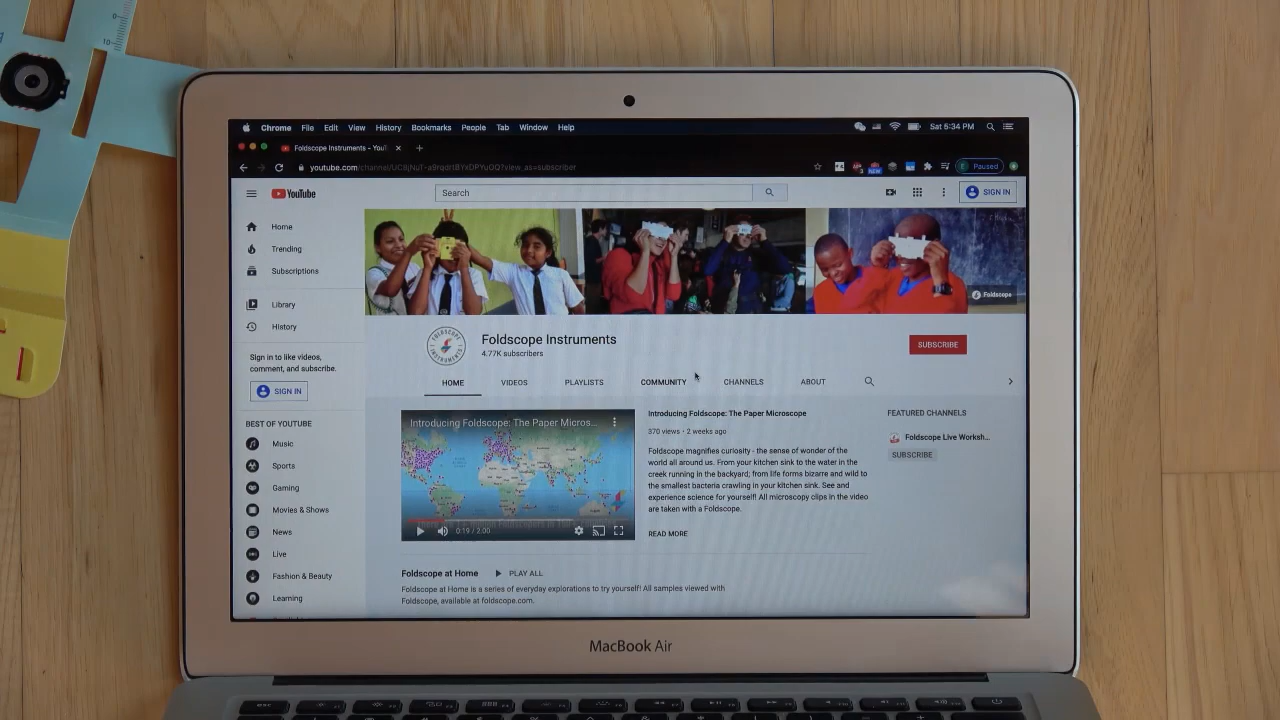 0
10
Chrome File Edit View History Bookmarks People Tab Window Help
Sat 5:34 PM
Foldscope Instruments - YouT
youtube.com
view_as=subscriber
Paused
YouTube
Search
SIGN IN
Home
Trending
Subscriptions
Library
History
Sign in to like videos,
comment, and subscribe.
SIGN IN
BEST OF YOUTUBE
Music
Sports
Gaming
Movies & Shows
News
Live
Fashion & Beauty
Learning
Foldscope
FOLDSCOPE INSTRUMENTS
Foldscope Instruments
4.77K subscribers
SUBSCRIBE
HOME VIDEOS PLAYLISTS COMMUNITY CHANNELS ABOUT
Introducing Foldscope: The Paper Micros...
0:19 / 2:00
Introducing Foldscope: The Paper Microscope
370 views • 2 weeks ago
Foldscope magnifies curiosity - the sense of wonder of the
world all around us. From your kitchen sink to the water in the
creek running in the backyard; from life forms bizarre and wild to
the smallest bacteria crawling in your kitchen sink. See and
experience science for yourself! All microscopy clips in the video
are taken with a Foldscope.
READ MORE
FEATURED CHANNELS
Foldscope Live Worksh...
SUBSCRIBE
Foldscope at Home PLAY ALL
Foldscope at Home is a series of everyday explorations to try yourself! All samples viewed with
Foldscope, available at foldscope.com.
MacBook Air